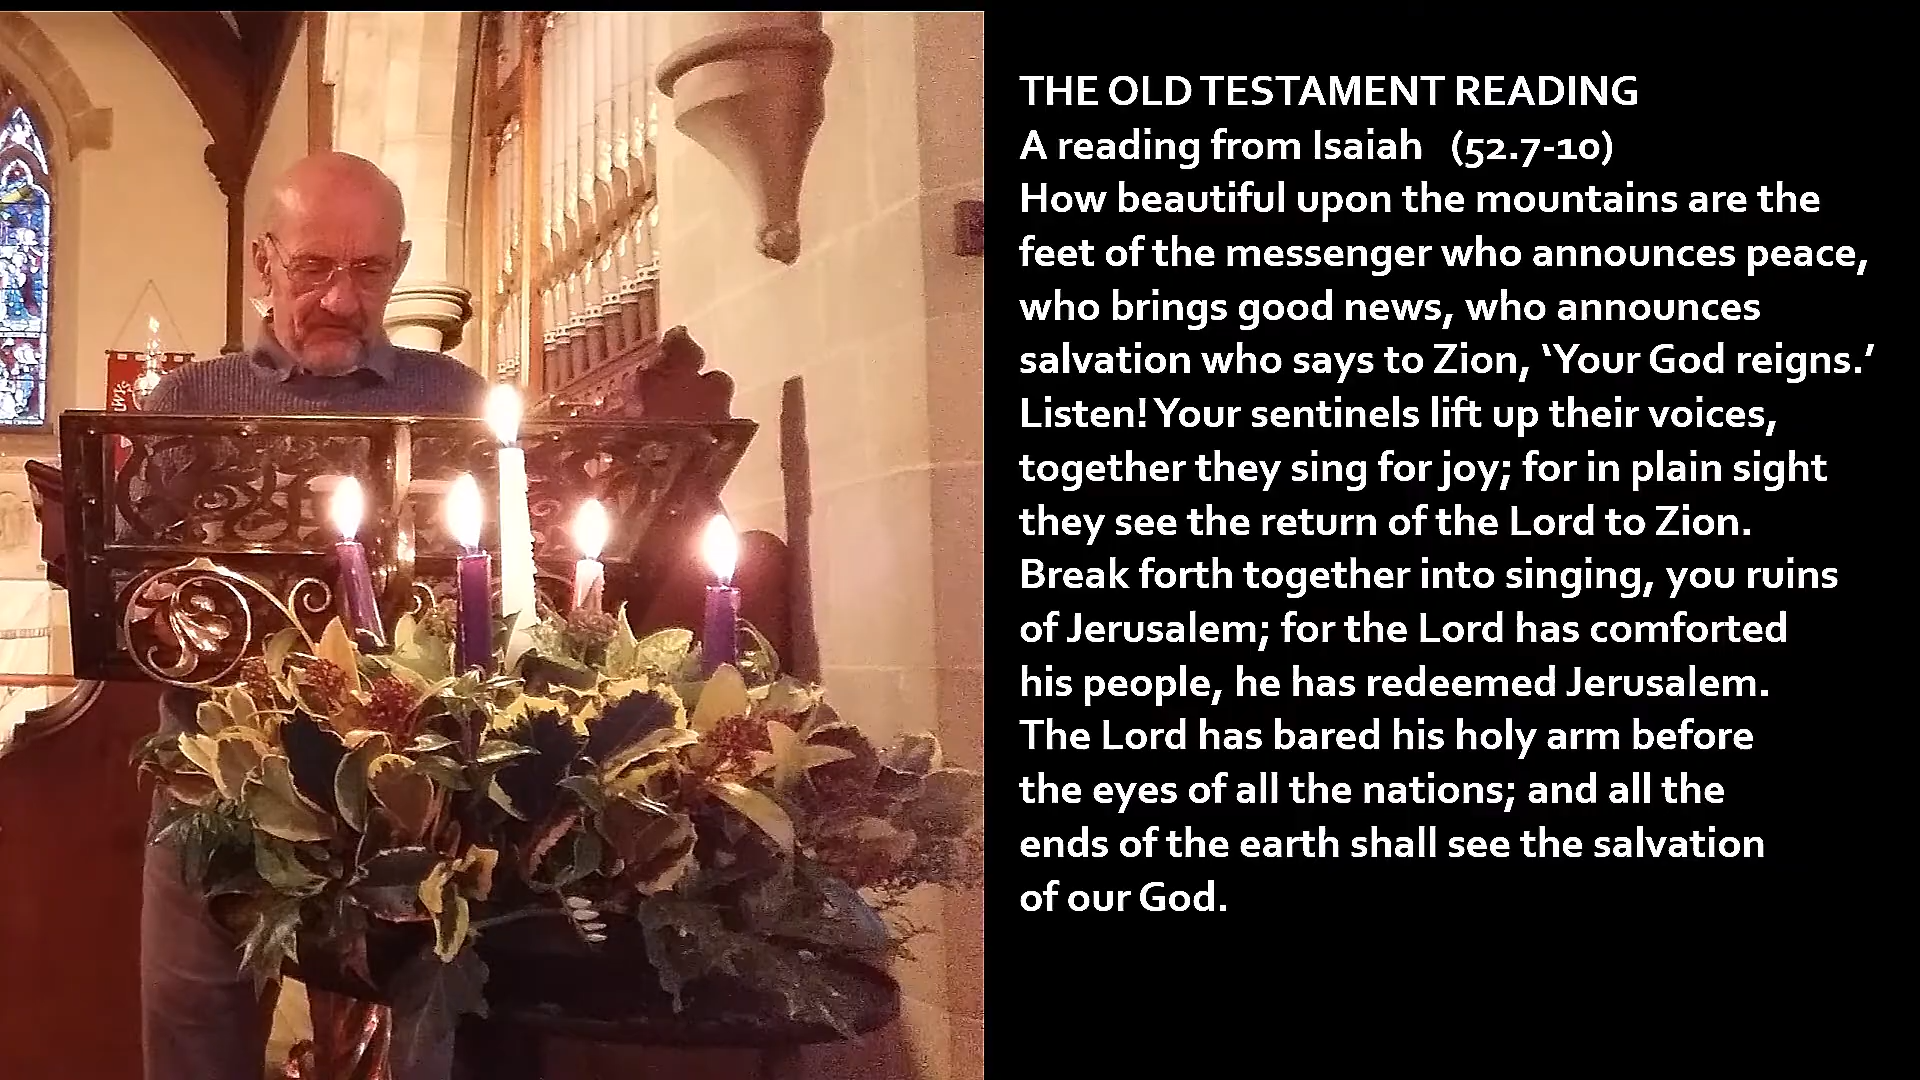 THE OLD TESTAMENT READING
A reading from Isaiah (52.7-10)
How beautiful upon the mountains are the
feet of the messenger who announces peace,
who brings good news, who announces
salvation who says to Zion, ‘Your God reigns.’
Listen! Your sentinels lift up their voices,
together they sing for joy; for in plain sight
they see the return of the Lord to Zion.
Break forth together into singing, you ruins
of Jerusalem; for the Lord has comforted
his people, he has redeemed Jerusalem.
The Lord has bared his holy arm before
the eyes of all the nations; and all the
ends of the earth shall see the salvation
of our God.